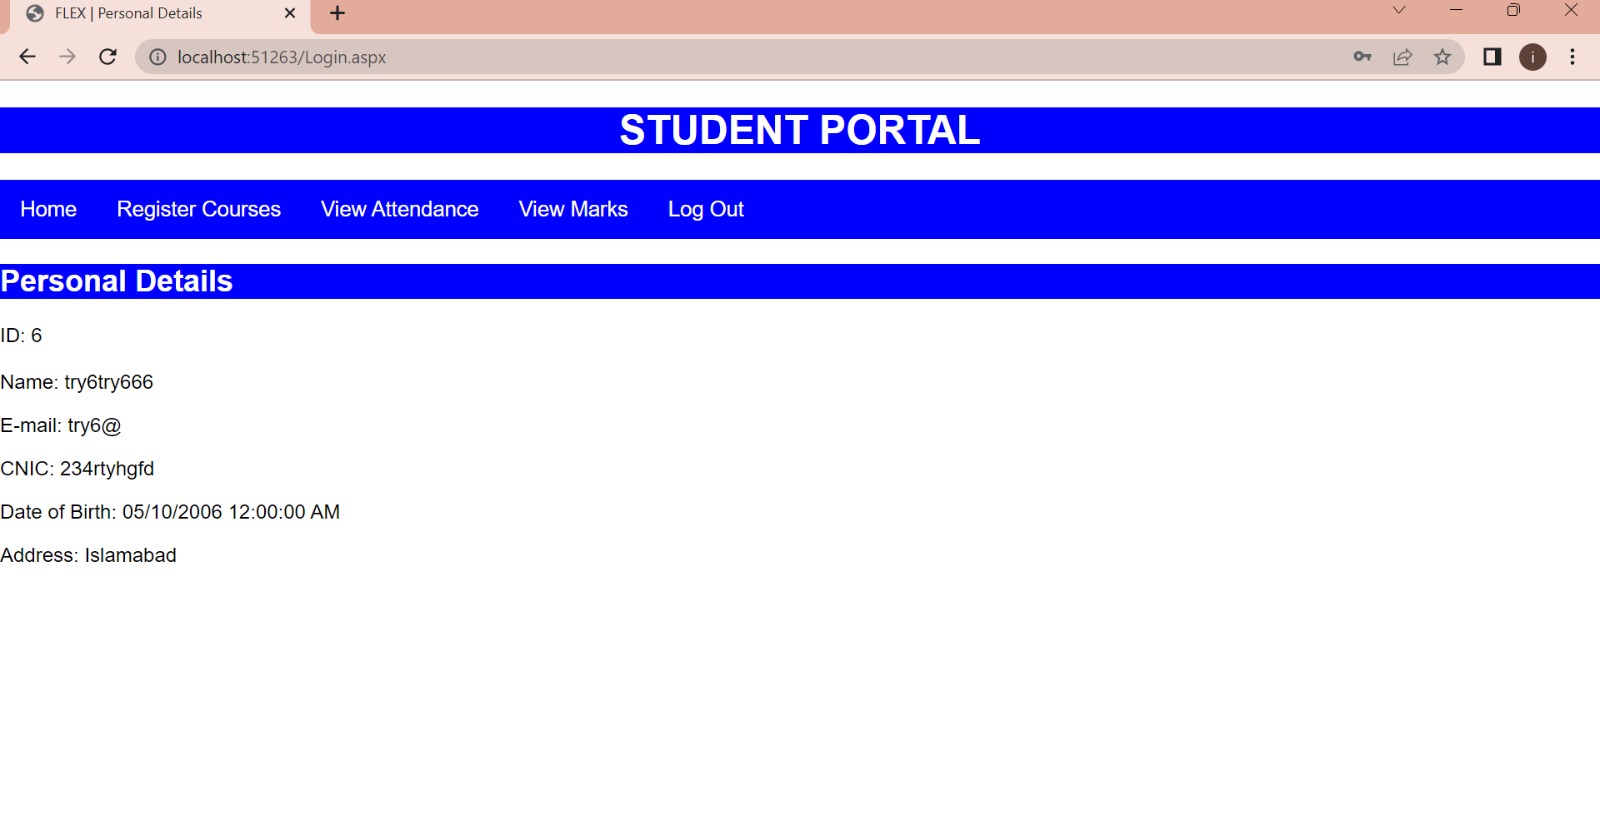 FLEX | Personal Details
localhost:51263/Login.aspx
i
STUDENT PORTAL
Home Register Courses View Attendance View Marks Log Out
Personal Details
ID: 6
Name: try6try666
E-mail: try6@
CNIC: 234rtyhgfd
Date of Birth: 05/10/2006 12:00:00 AM
Address: Islamabad